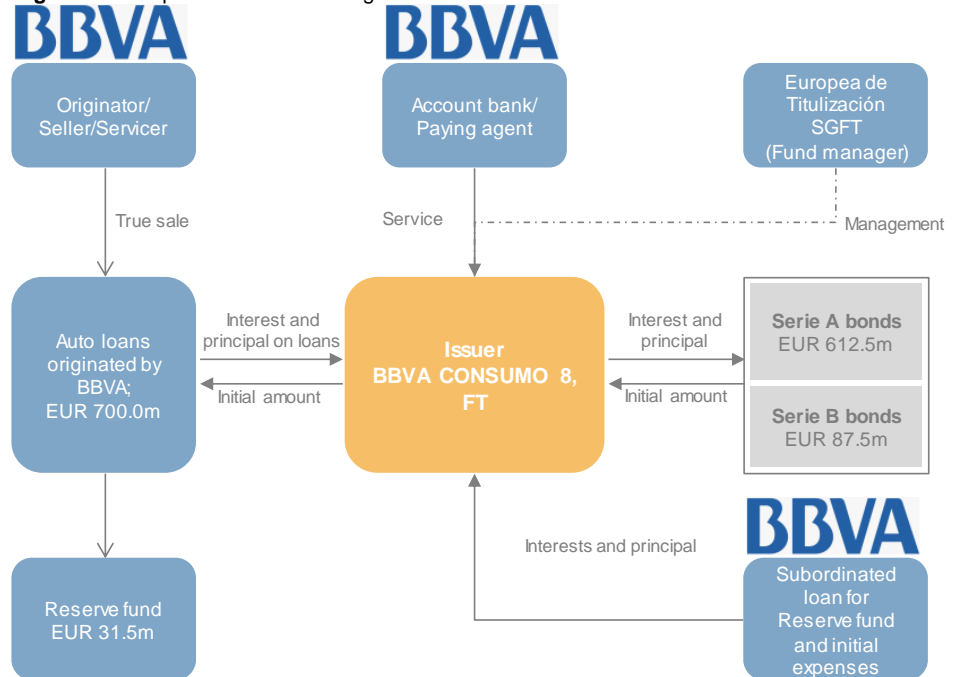 BBVA
BBVA
Originator/
Seller/Servicer
Account bank/
Paying agent
Europea de
Titulización
SGFT
(Fund manager)
True sale
Service
Management
Auto loans
originated by
BBVA;
EUR 700.0m
Interest and
principal on loans
Initial amount
Issuer
BBVA CONSUMO 8,
FT
Interest and
principal
Initial amount
Serie A bonds
EUR 612.5m
Serie B bonds
EUR 87.5m
Interests and principal
BBVA
Reserve fund
EUR 31.5m
Subordinated
loan for
Reserve fund
and initial
expenses